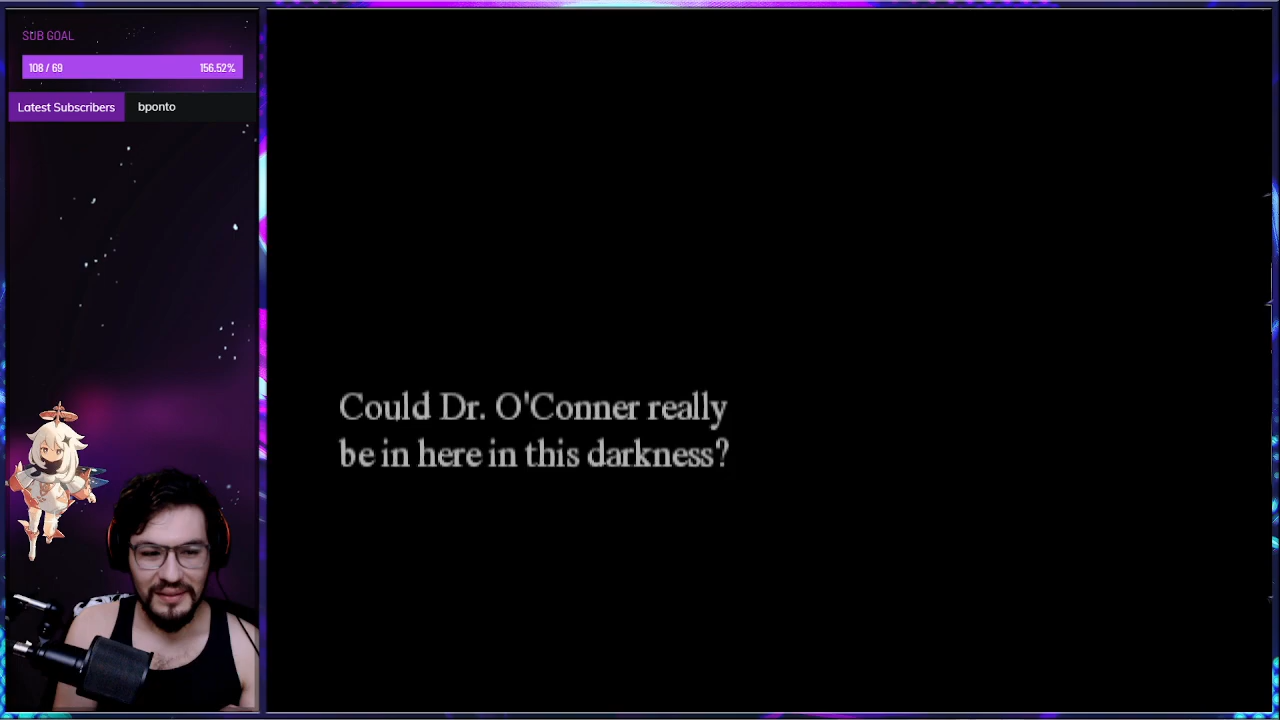 SUB GOAL
108 / 69
156.52%
Latest Subscribers
bponto
Could Dr. O'Conner really
be in here in this darkness?